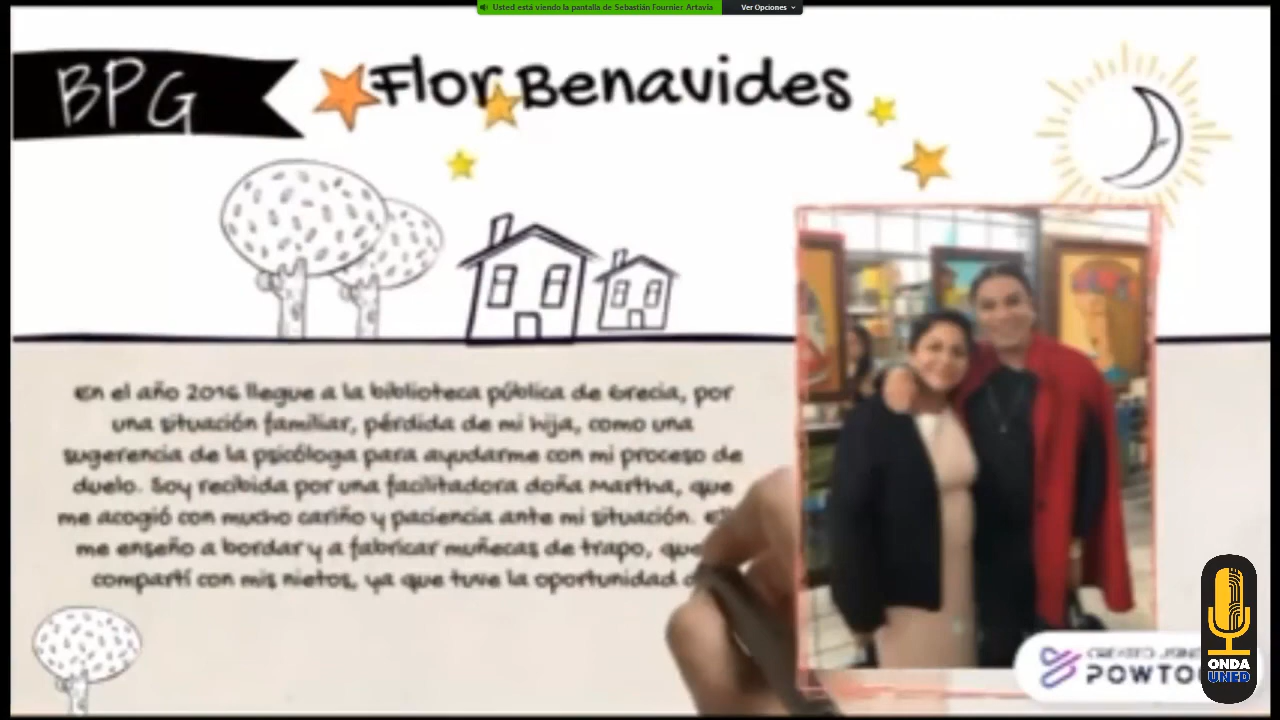 Usted está viendo la pantalla de Sebastián Fournier Artavia
Ver Opciones
BPG
Flor Benavides
En el año 2016 llegue a la biblioteca pública de Grecia, por
una situación familiar, pérdida de mi hija, como una
sugerencia de la psicóloga para ayudarme con mi proceso de
duelo. Soy recibida por una facilitadora doña Martha, que
me acogió con mucho cariño y paciencia ante mi situación.
me enseño a bordar y a fabricar muñecas de trapo, que
compartí con mis nietos, ya que tuve la oportunidad
CREATED USING
POWTO
ONDA
UNED